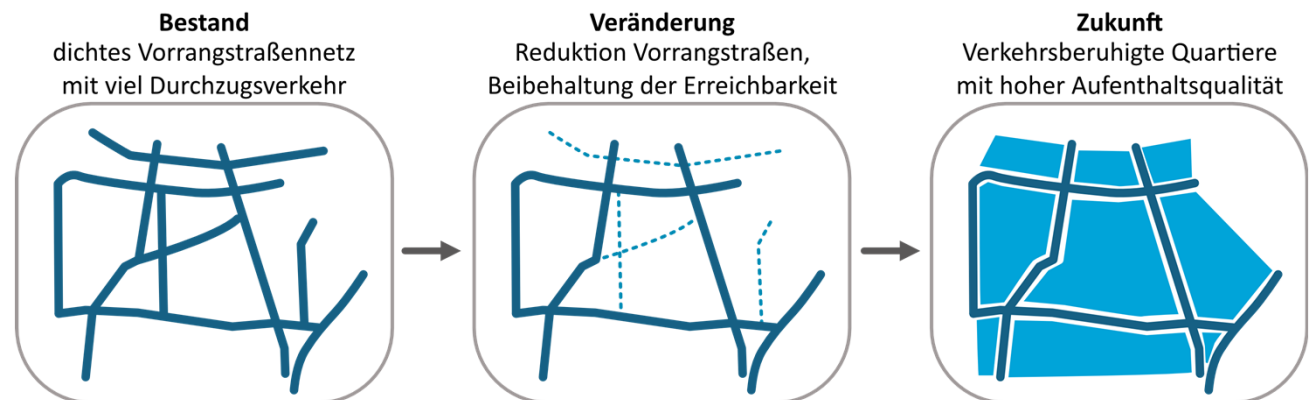 Bestand
dichtes Vorrangstraßennetz
mit viel Durchzugsverkehr
Veränderung
Reduktion Vorrangstraßen,
Beibehaltung der Erreichbarkeit
Zukunft
Verkehrsberuhigte Quartiere
mit hoher Aufenthaltsqualität